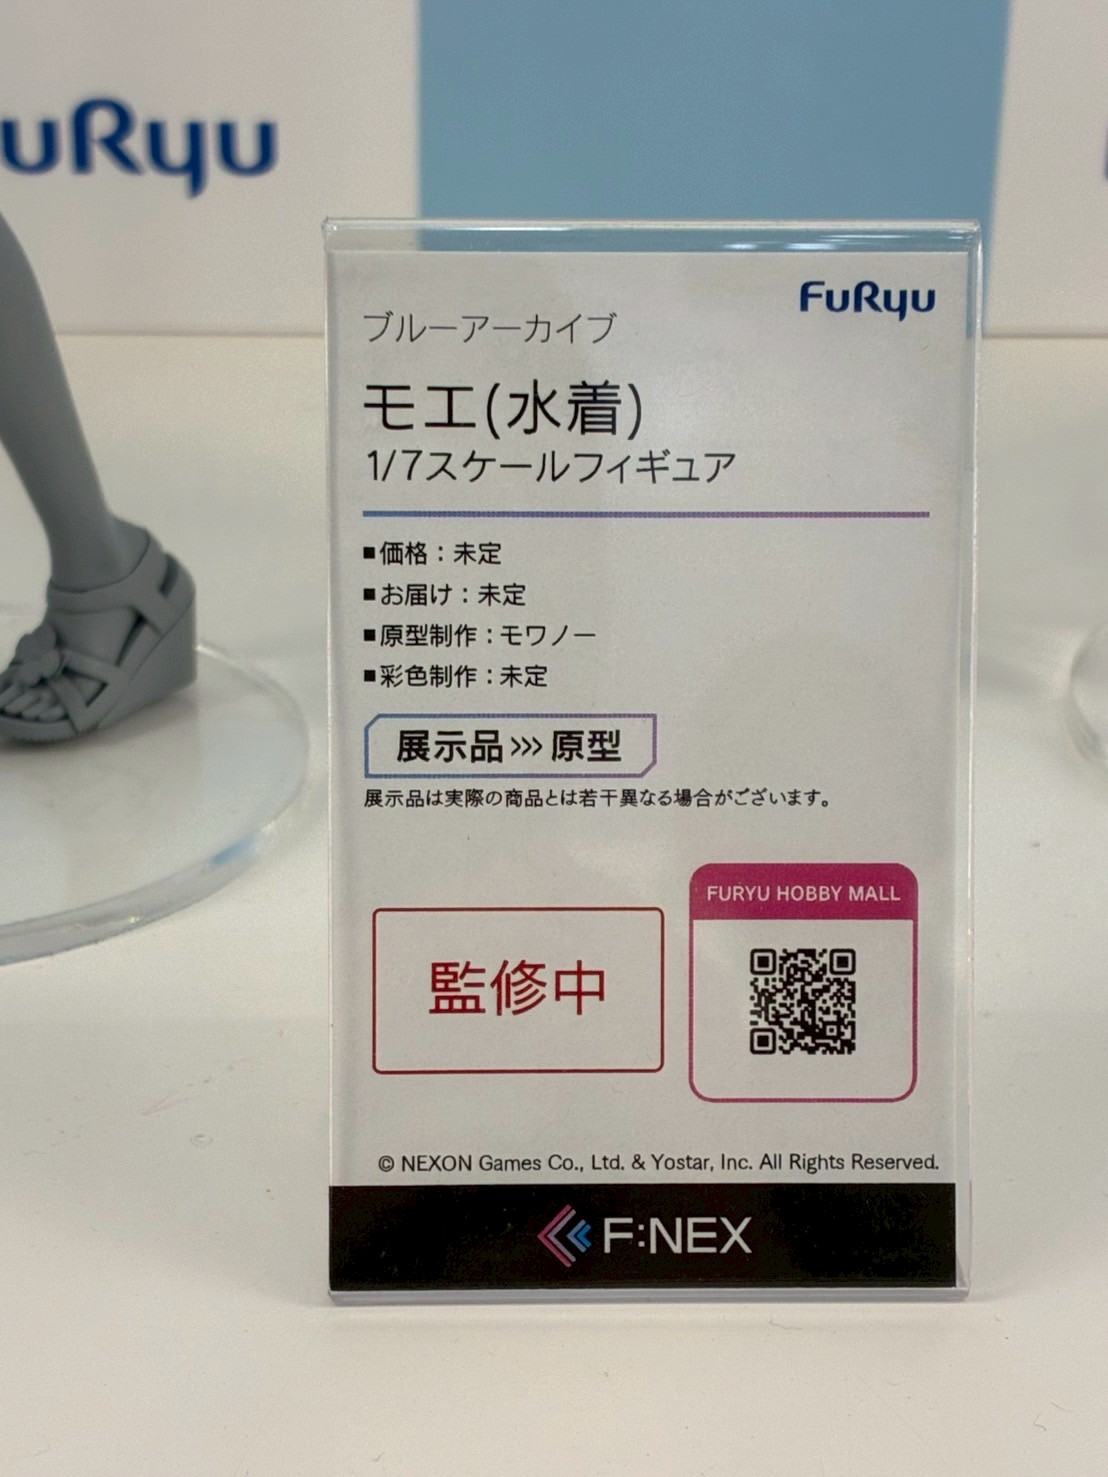 uRyu
FuRyu
ブルーアーカイブ
モエ(水着)
1/7スケールフィギュア
■価格：未定
■お届け：未定
■原型制作：モワノー
■彩色制作：未定
展示品>>>原型
展示品は実際の商品とは若干異なる場合がございます。
監修中
FURYU HOBBY MALL
© NEXON Games Co., Ltd. & Yostar, Inc. All Rights Reserved.
F:NEX